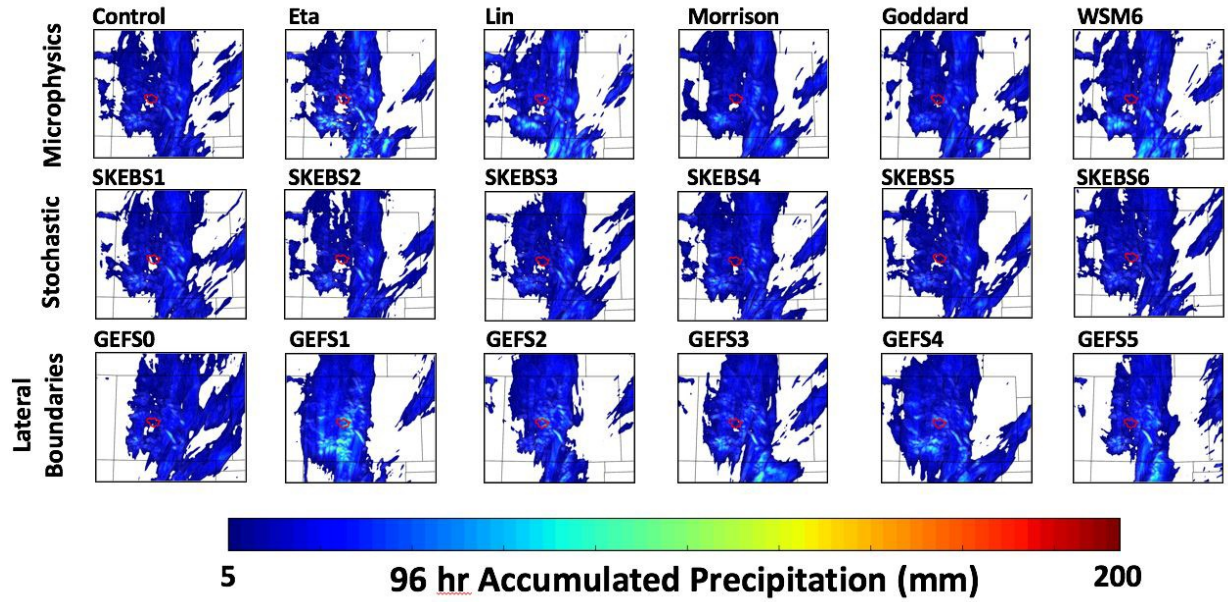 Control Eta Lin Morrison Goddard WSM6
Microphysics
SKEBS1 SKEBS2 SKEBS3 SKEBS4 SKEBS5 SKEBS6
Stochastic
GEFS0 GEFS1 GEFS2 GEFS3 GEFS4 GEFS5
Lateral
Boundaries
5 96 hr Accumulated Precipitation (mm) 200